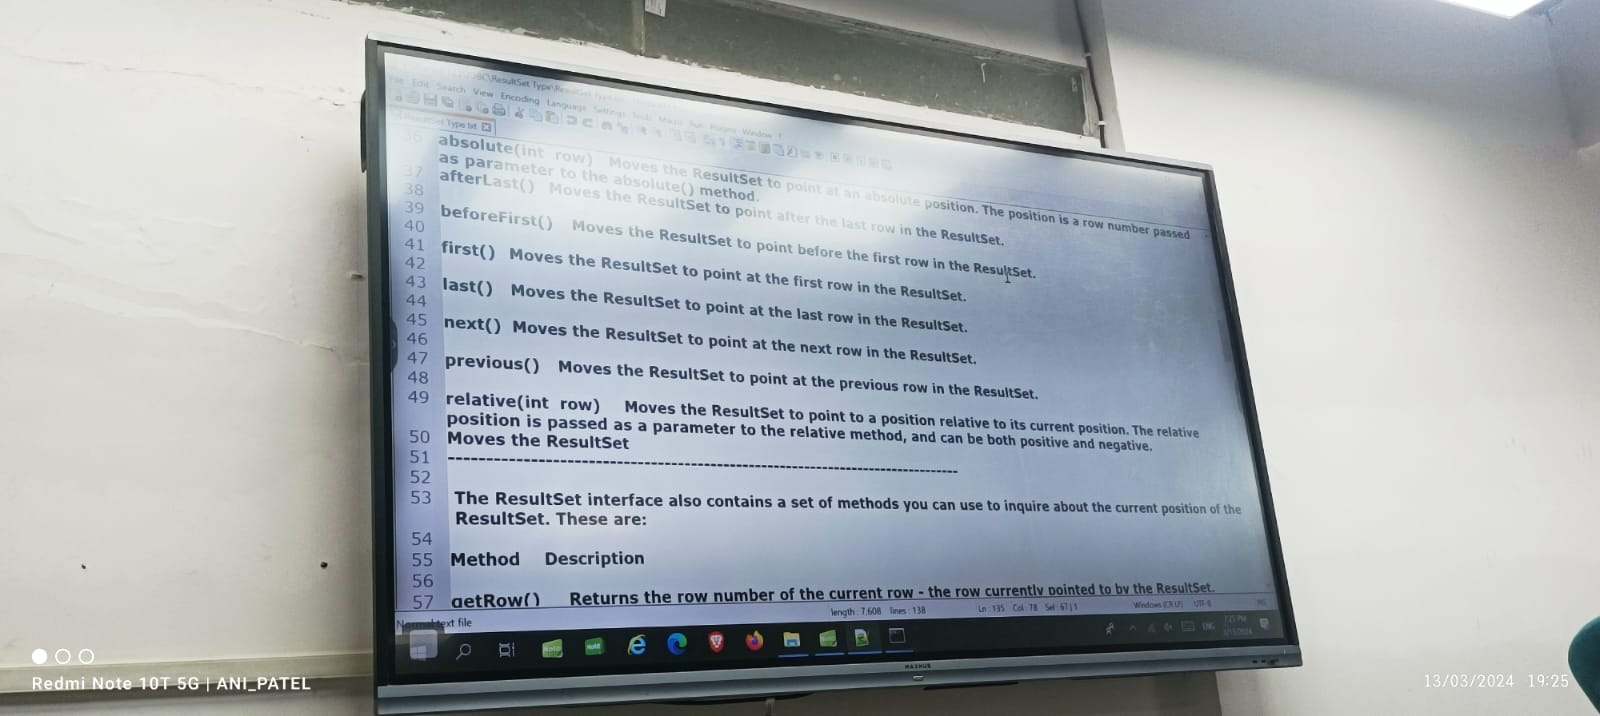 JDBC\ResultSet Type\ResultSet
File Edit Search View Encoding Language Settings Tools Macro Run Plugins Window ?
ResultSet Type.txt
36 absolute(int row) Moves the ResultSet to point at an absolute position. The position is a row number passed
as parameter to the absolute() method.
37
38 afterLast() Moves the ResultSet to point after the last row in the ResultSet.
39
40 beforeFirst() Moves the ResultSet to point before the first row in the ResultSet.
41
42 first() Moves the ResultSet to point at the first row in the ResultSet.
43
44 last() Moves the ResultSet to point at the last row in the ResultSet.
45
46 next() Moves the ResultSet to point at the next row in the ResultSet.
47
48 previous() Moves the ResultSet to point at the previous row in the ResultSet.
49 relative(int row) Moves the ResultSet to point to a position relative to its current position. The relative
position is passed as a parameter to the relative method, and can be both positive and negative.
50 Moves the ResultSet
51 --------------------------------------------------------------------------------
52
53 The ResultSet interface also contains a set of methods you can use to inquire about the current position of the
ResultSet. These are:
54
55 Method Description
56
57 getRow() Returns the row number of the current row - the row currently pointed to by the ResultSet.
Normal text file length : 7,608 lines : 138 Ln : 135 Col : 78 Sel : 67 | 1 Windows (CR LF) UTF-8 INS
ENG 7:25 PM
3/13/2024
MAXHUB
Redmi Note 10T 5G | ANI_PATEL
13/03/2024 19:25